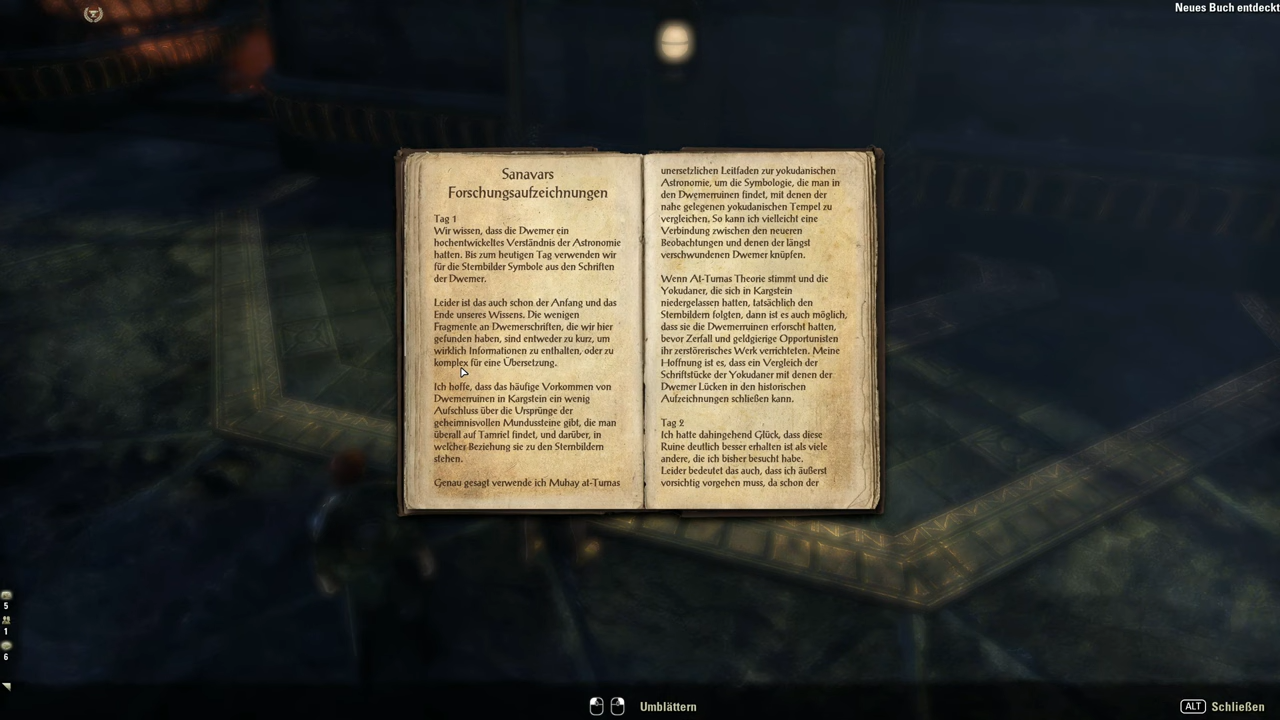 Neues Buch entdeckt
Sanavars
Forschungsaufzeichnungen
Tag 1
Wir wissen, dass die Dwemer ein
hochentwickeltes Verständnis der Astronomie
hatten. Bis zum heutigen Tag verwenden wir
für die Sternbilder Symbole aus den Schriften
der Dwemer.
Leider ist das auch schon der Anfang und das
Ende unseres Wissens. Die wenigen
Fragmente an Dwemerschriften, die wir hier
gefunden haben, sind entweder zu kurz, um
wirklich Informationen zu enthalten, oder zu
komplex für eine Übersetzung.
Ich hoffe, dass das häufige Vorkommen von
Dwemerruinen in Kargstein ein wenig
Aufschluss über die Ursprünge der
geheimnisvollen Mundussteine gibt, die man
überall auf Tamriel findet, und darüber, in
welcher Beziehung sie zu den Sternbildern
stehen.
Genau gesagt verwende ich Muhay at-Turnas
unersetzlichen Leitfaden zur yokudanischen
Astronomie, um die Symbologie, die man in
den Dwemerruinen findet, mit denen der
nahe gelegenen yokudanischen Tempel zu
vergleichen. So kann ich vielleicht eine
Verbindung zwischen den neueren
Beobachtungen und denen der längst
verschwundenen Dwemer knüpfen.
Wenn At-Turnas Theorie stimmt und die
Yokudaner, die sich in Kargstein
niedergelassen hatten, tatsächlich den
Sternbildern folgten, dann ist es auch möglich,
dass sie die Dwemerruinen erforscht hatten,
bevor Zerfall und geldgierige Opportunisten
ihr zerstörerisches Werk verrichteten. Meine
Hoffnung ist es, dass ein Vergleich der
Schriftstücke der Yokudaner mit denen der
Dwemer Lücken in den historischen
Aufzeichnungen schließen kann.
Tag 2
Ich hatte dahingehend Glück, dass diese
Ruine deutlich besser erhalten ist als viele
andere, die ich bisher besucht habe.
Leider bedeutet das auch, dass ich äußerst
vorsichtig vorgehen muss, da schon der
5
1
6
Umblättern
ALT Schließen